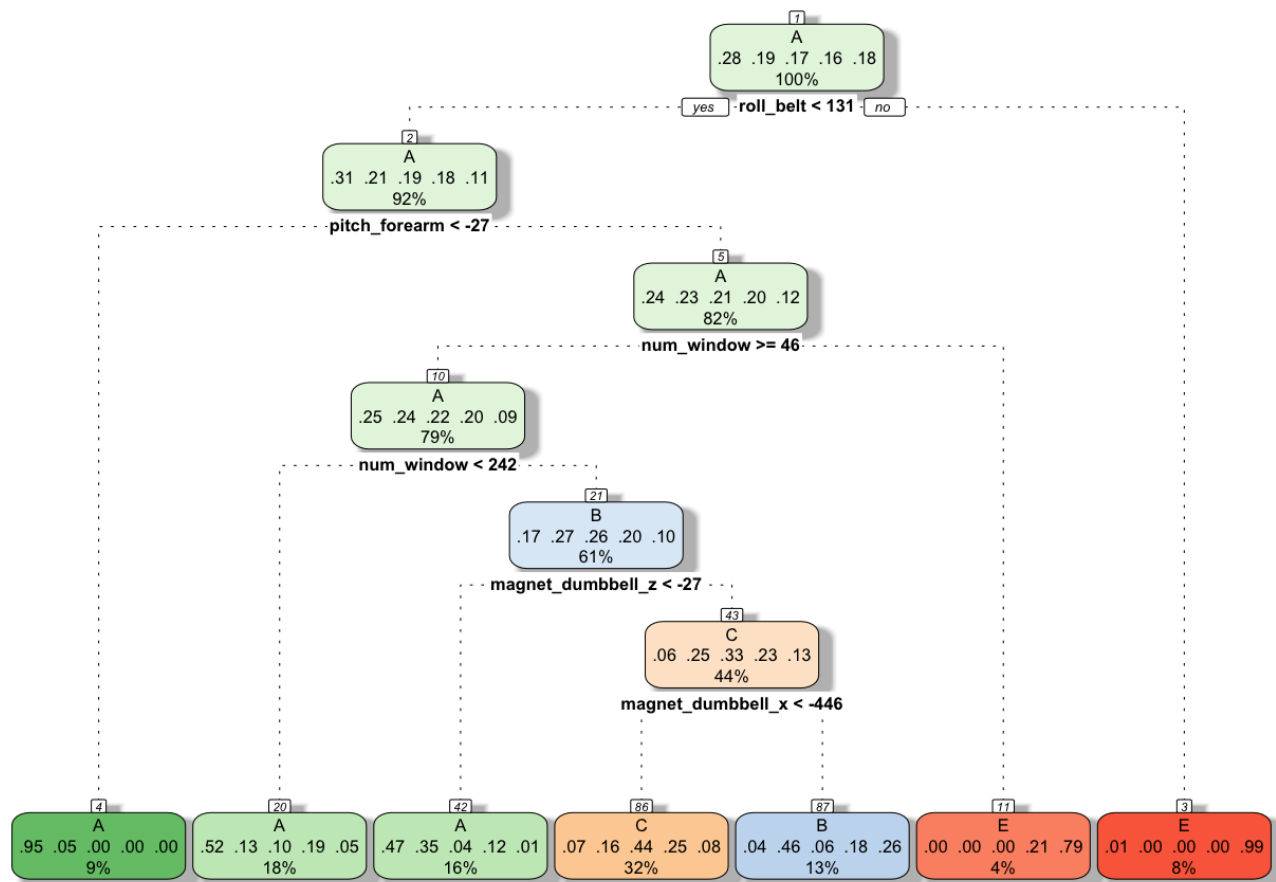 1
A
.28 .19 .17 .16 .18
100%
yes roll_belt < 131 no
2
A
.31 .21 .19 .18 .11
92%
pitch_forearm < -27
5
A
.24 .23 .21 .20 .12
82%
num_window >= 46
10
A
.25 .24 .22 .20 .09
79%
num_window < 242
21
B
.17 .27 .26 .20 .10
61%
magnet_dumbbell_z < -27
43
C
.06 .25 .33 .23 .13
44%
magnet_dumbbell_x < -446
4
A
.95 .05 .00 .00 .00
9%
20
A
.52 .13 .10 .19 .05
18%
42
A
.47 .35 .04 .12 .01
16%
86
C
.07 .16 .44 .25 .08
32%
87
B
.04 .46 .06 .18 .26
13%
11
E
.00 .00 .00 .21 .79
4%
3
E
.01 .00 .00 .00 .99
8%